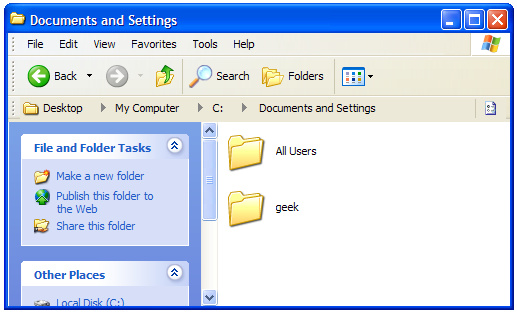 Documents and Settings
File Edit View Favorites Tools Help
Back Search Folders
Desktop My Computer C: Documents and Settings
File and Folder Tasks
Make a new folder
Publish this folder to
the Web
Share this folder
Other Places
Local Disk (C:)
All Users
geek